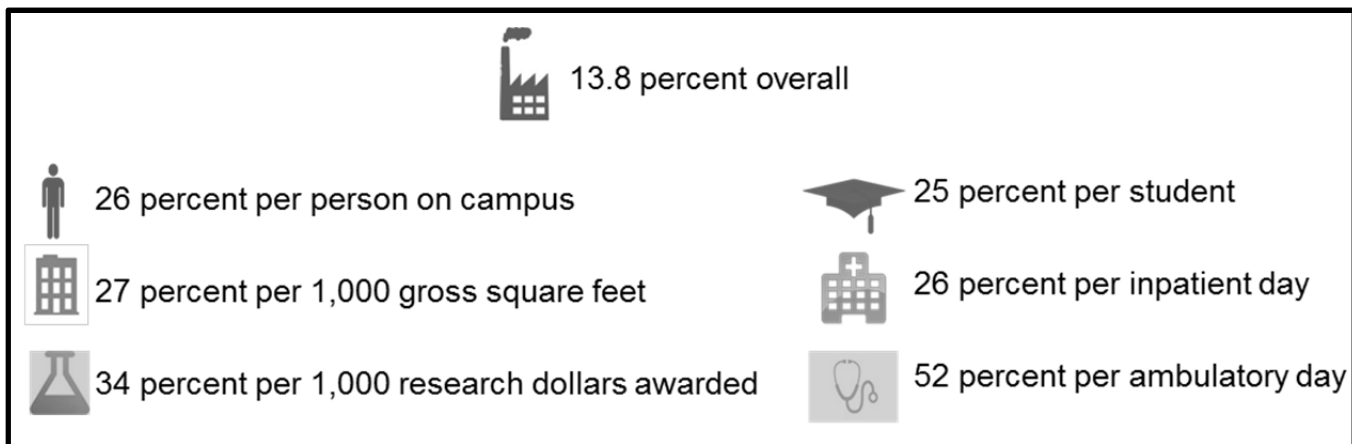 13.8 percent overall
26 percent per person on campus
25 percent per student
27 percent per 1,000 gross square feet
26 percent per inpatient day
34 percent per 1,000 research dollars awarded
52 percent per ambulatory day